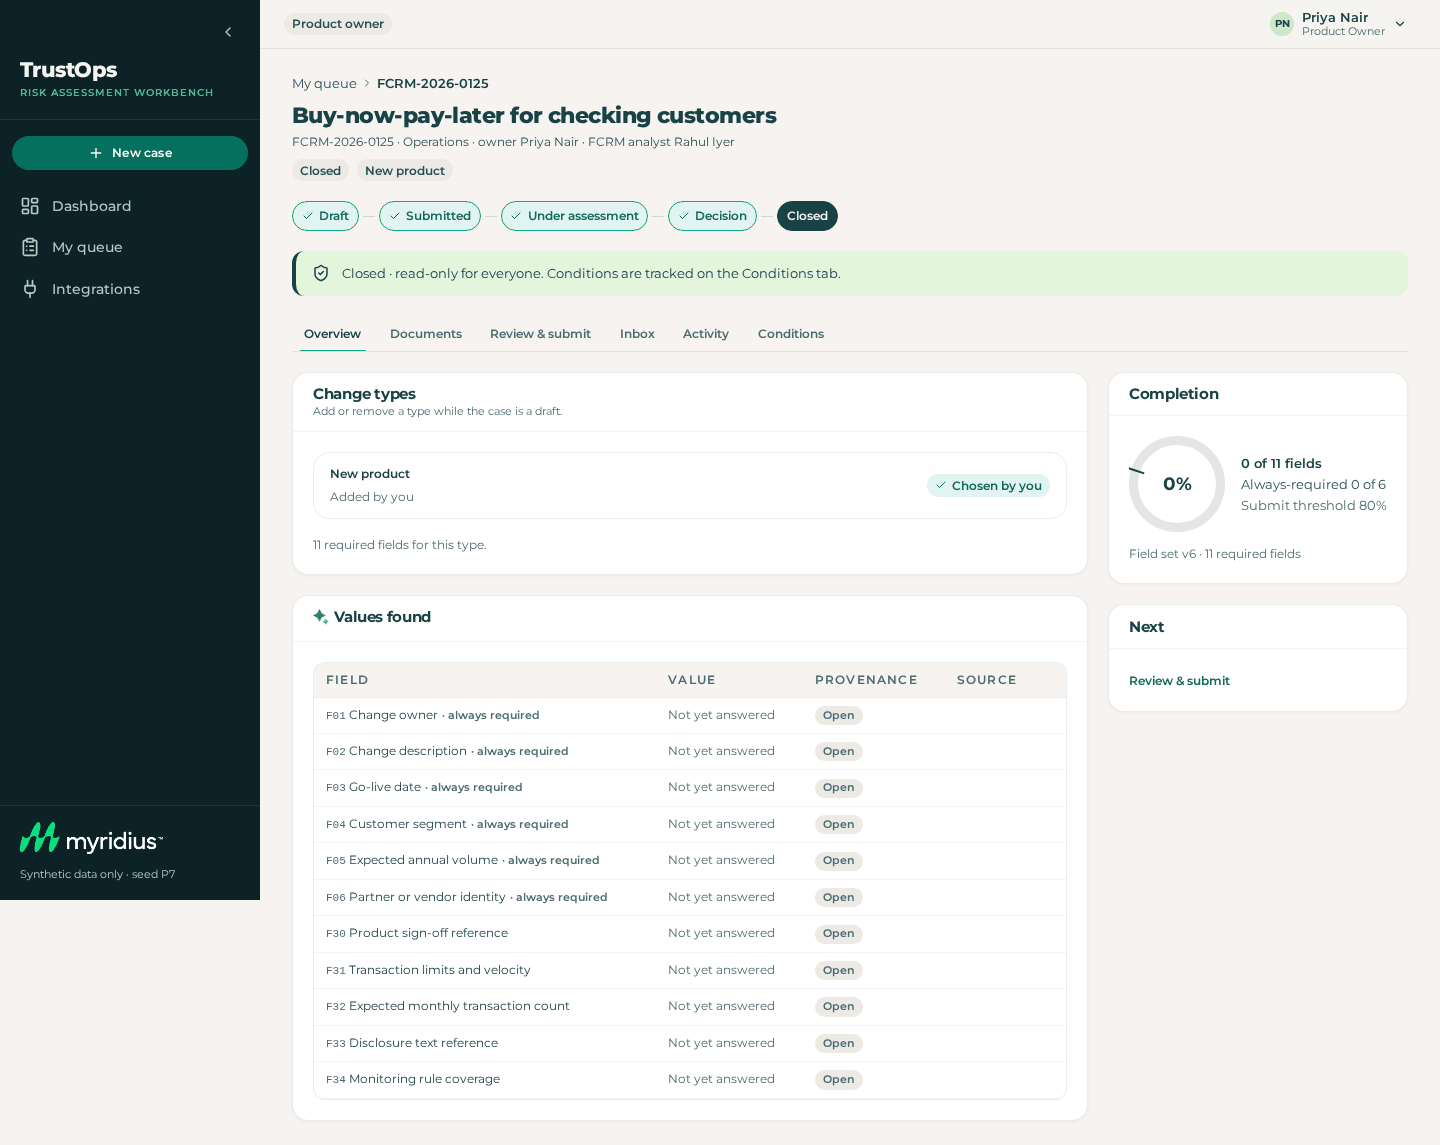 TrustOps
RISK ASSESSMENT WORKBENCH
New case
Dashboard
My queue
Integrations
myridius™
Synthetic data only · seed P7
Product owner
PN
Priya Nair
Product Owner
My queue > FCRM-2026-0125
Buy-now-pay-later for checking customers
FCRM-2026-0125 · Operations · owner Priya Nair · FCRM analyst Rahul Iyer
Closed New product
Draft Submitted Under assessment Decision Closed
Closed · read-only for everyone. Conditions are tracked on the Conditions tab.
Overview Documents Review & submit Inbox Activity Conditions
Change types
Add or remove a type while the case is a draft.
New product
Added by you
Chosen by you
11 required fields for this type.
Values found
FIELD VALUE PROVENANCE SOURCE
F01 Change owner · always required Not yet answered Open
F02 Change description · always required Not yet answered Open
F03 Go-live date · always required Not yet answered Open
F04 Customer segment · always required Not yet answered Open
F05 Expected annual volume · always required Not yet answered Open
F06 Partner or vendor identity · always required Not yet answered Open
F30 Product sign-off reference Not yet answered Open
F31 Transaction limits and velocity Not yet answered Open
F32 Expected monthly transaction count Not yet answered Open
F33 Disclosure text reference Not yet answered Open
F34 Monitoring rule coverage Not yet answered Open
Completion
0%
0 of 11 fields
Always-required 0 of 6
Submit threshold 80%
Field set v6 · 11 required fields
Next
Review & submit